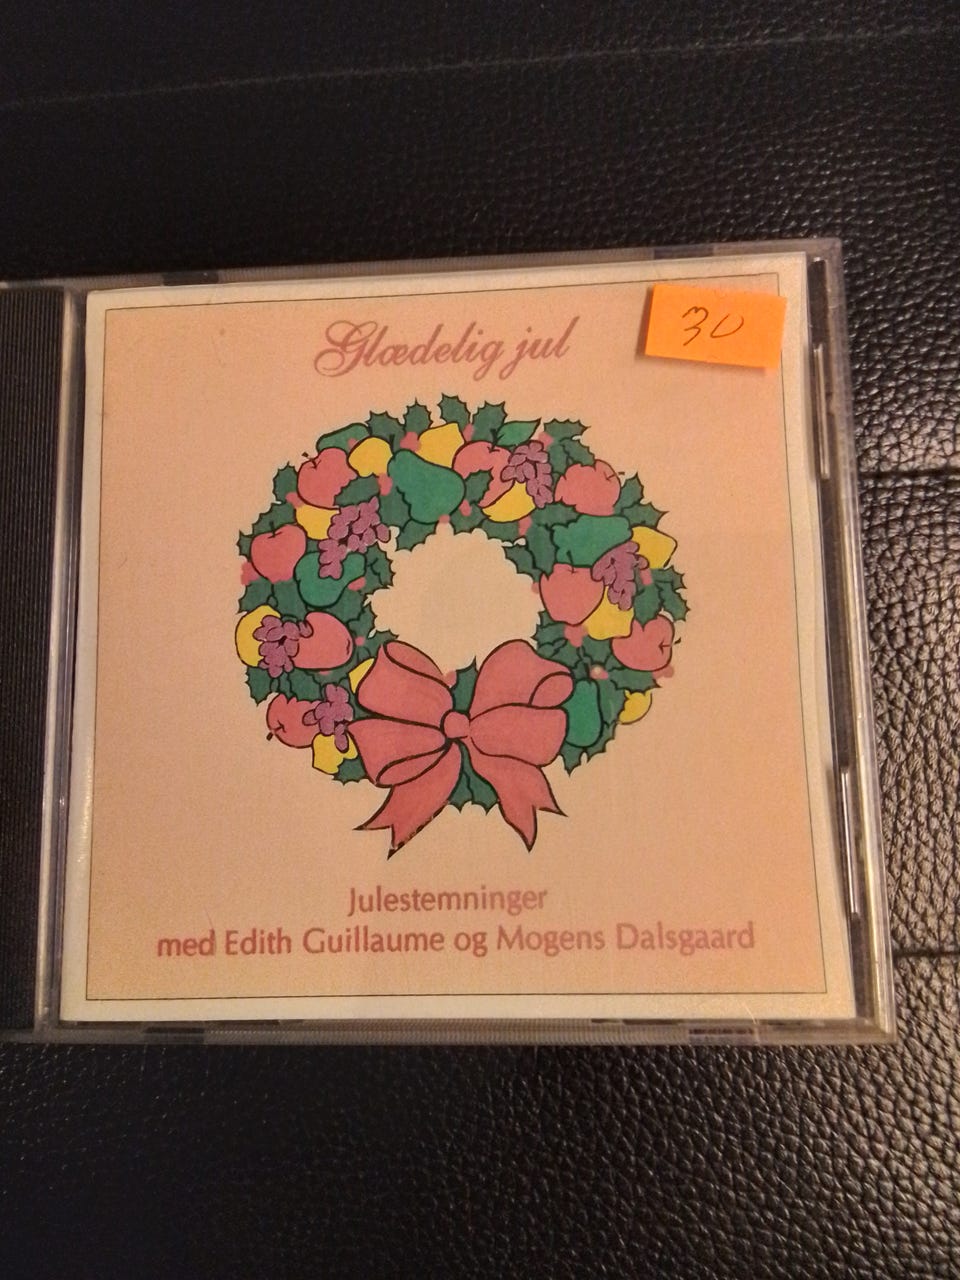 Glædelig jul
30
Julestemninger
med Edith Guillaume og Mogens Dalsgaard